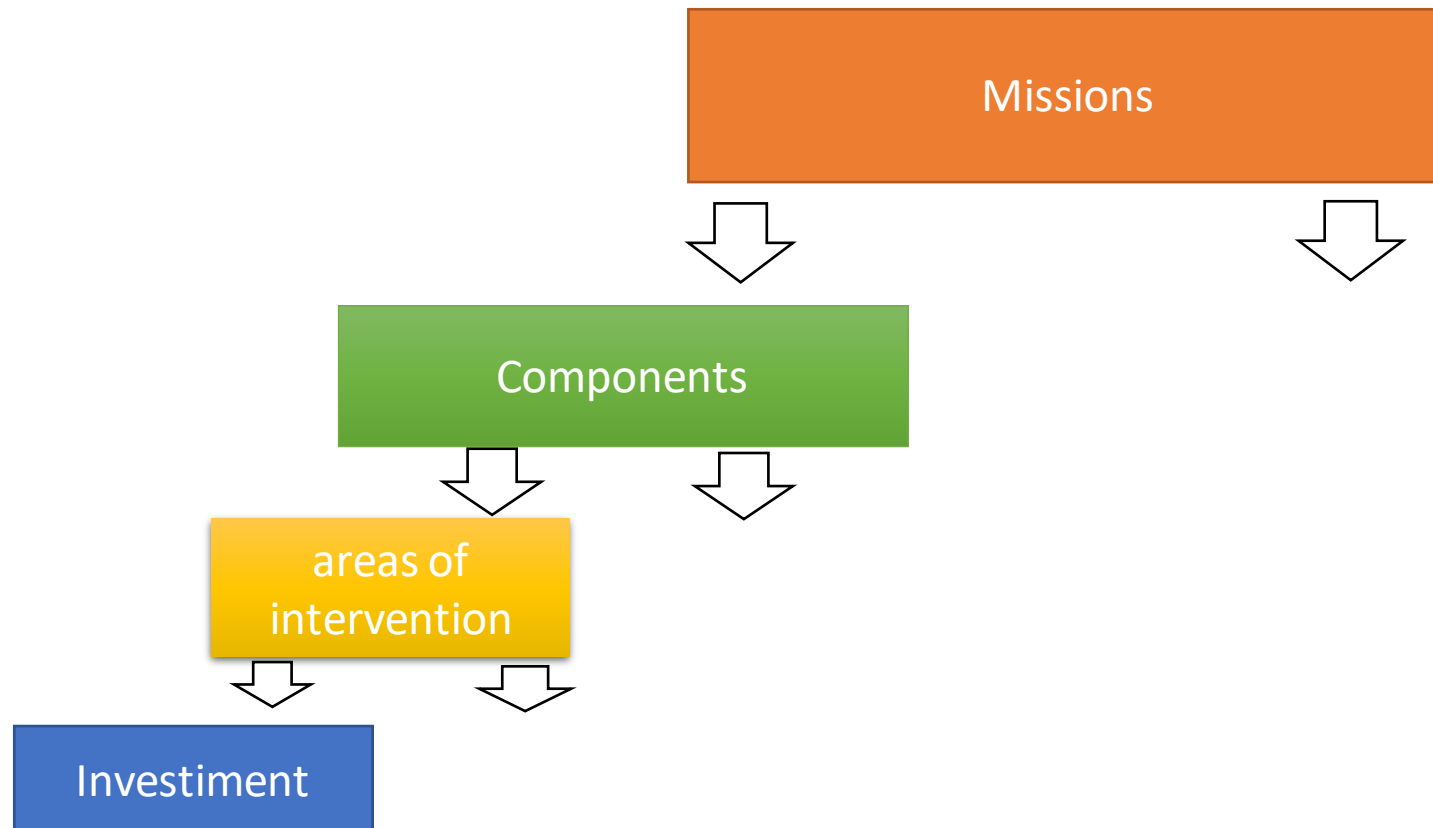 Missions
Components
areas of
intervention
Investiment